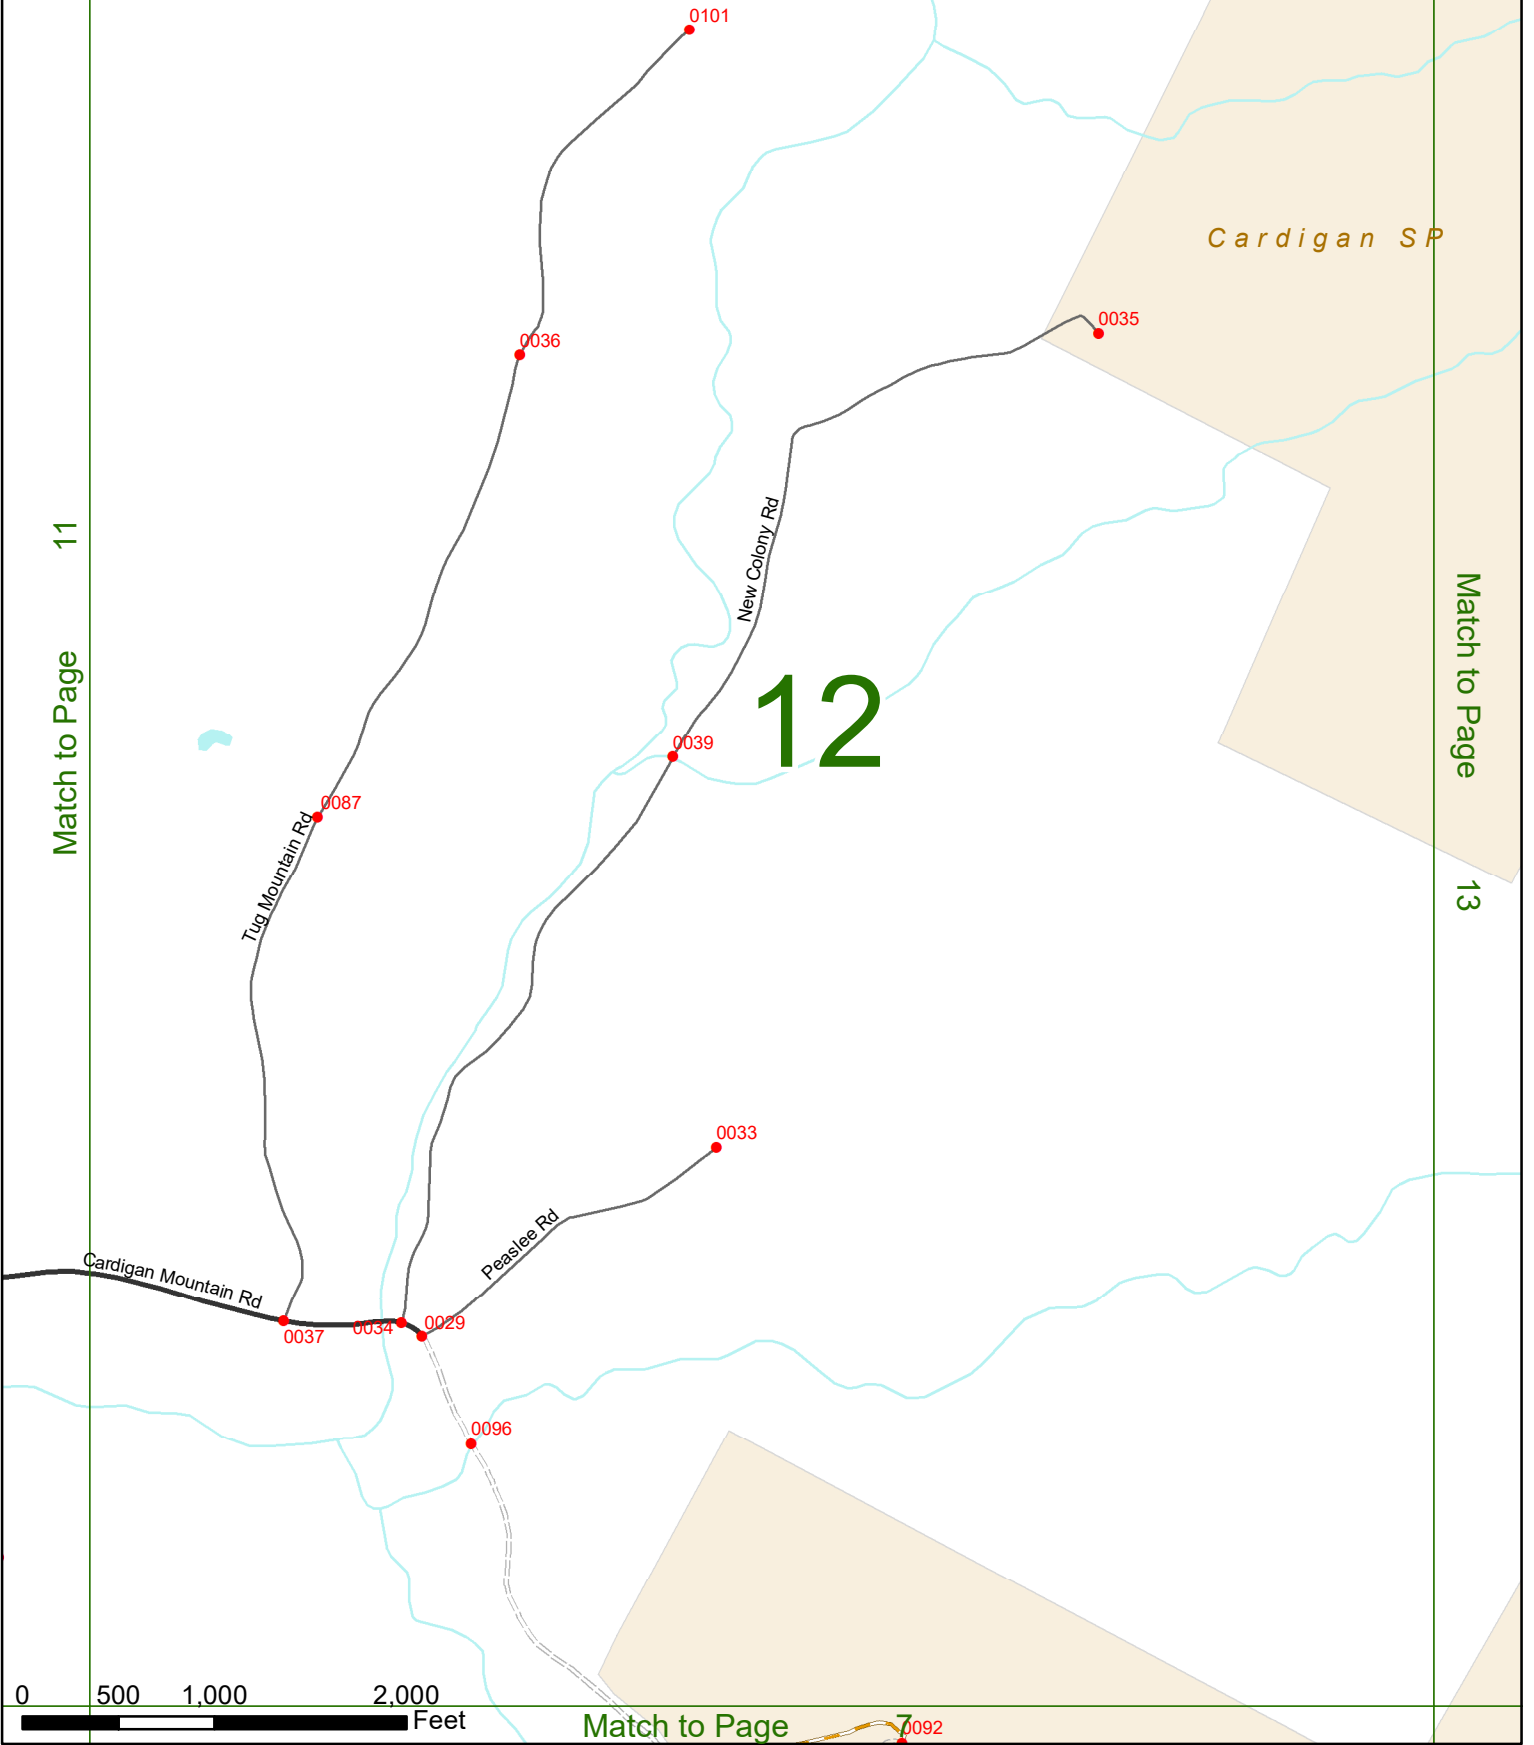 0101
Cardigan SP
0035
0036
11
New Colony Rd
Match to Page
Match to Page
12
0039
0087
Tug Mountain Rd
13
0033
Peaslee Rd
Cardigan Mountain Rd
0037
0034
0029
0096
0 500 1,000 2,000
Feet
Match to Page 7
0092